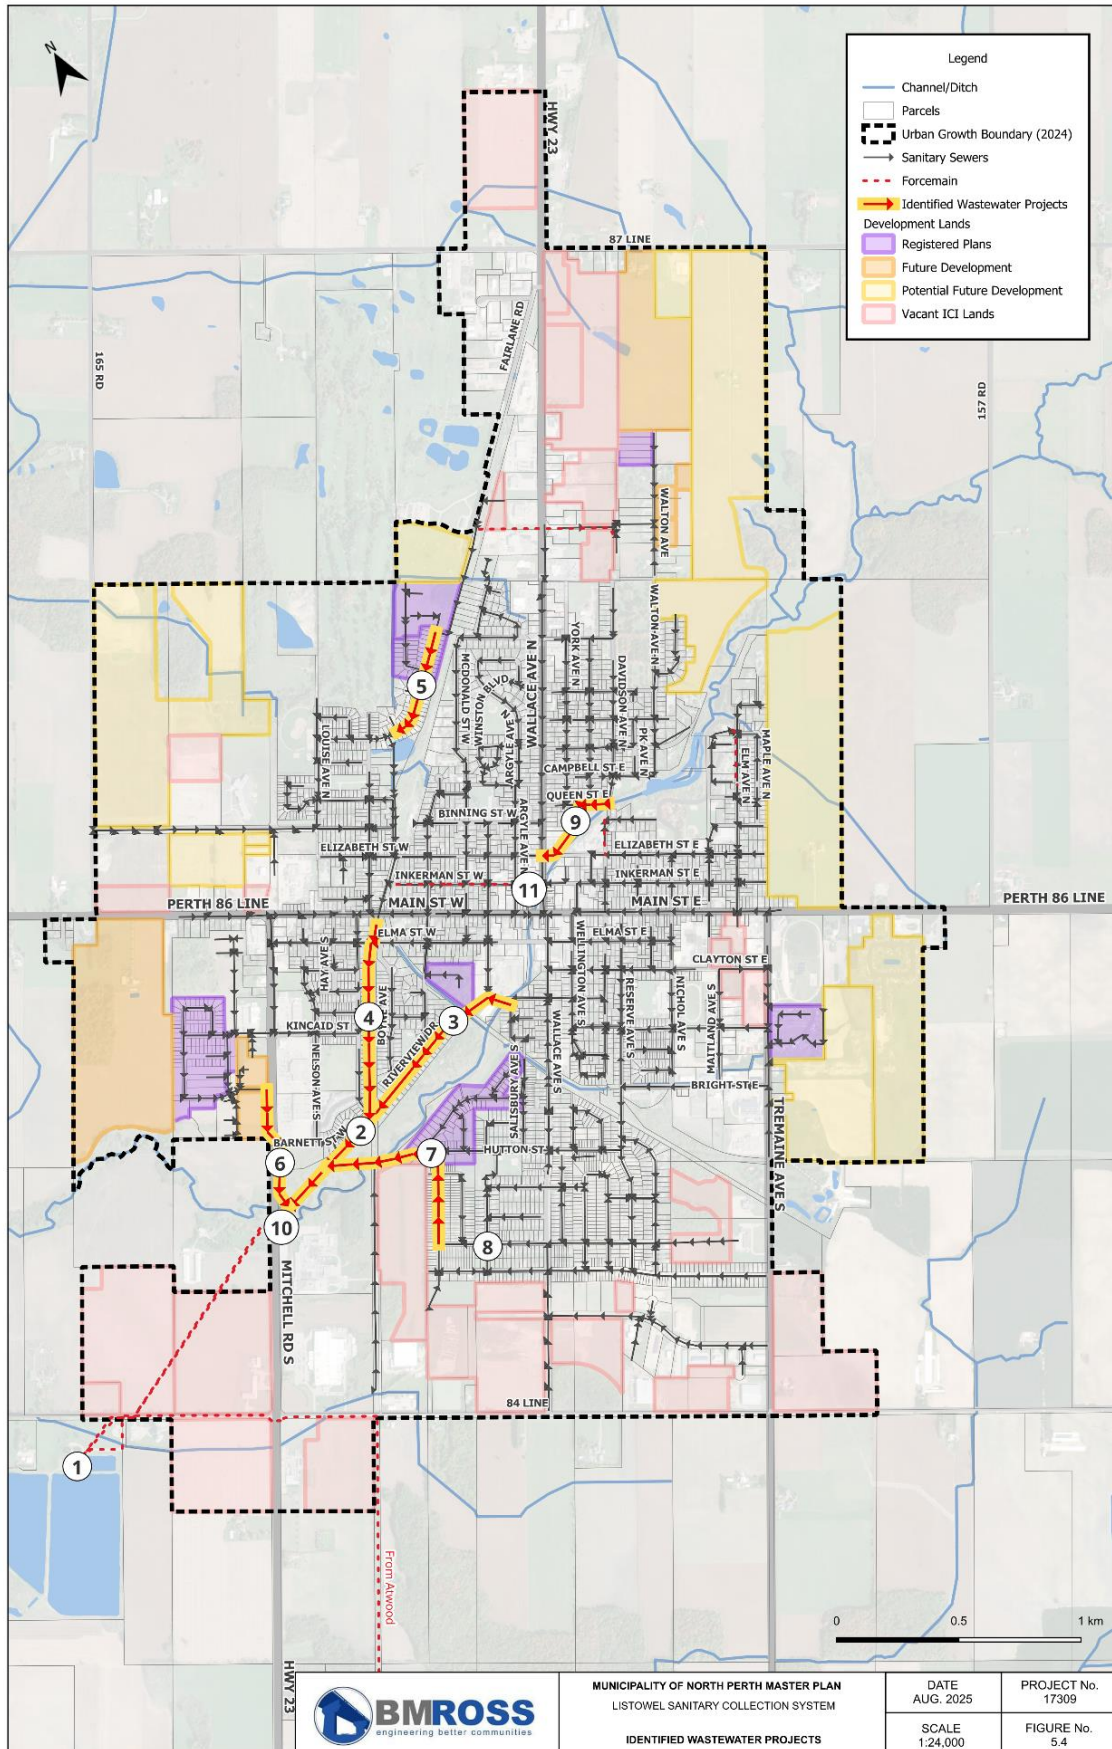 N
Legend
Channel/Ditch
Parcels
Urban Growth Boundary (2024)
Sanitary Sewers
Forcemain
Identified Wastewater Projects
Development Lands
Registered Plans
Future Development
Potential Future Development
Vacant ICI Lands
HWY 23
87 LINE
FAIRLANE RD
165 RD
157 RD
WALTON AVE
WALTON AVE N
YORK AVE N
DAVIDSON AVE N
PK AVE N
WALLACE AVE N
MCDONALD ST W
WINSTON BLVD
ARGYLE AVE N
LOUISE AVE N
5
CAMPBELL ST E
ELM AVE N
MAPLE AVE N
QUEEN ST E
9
BINNING ST W
ARGYLE AVE N
ELIZABETH ST W
ELIZABETH ST E
INKERMAN ST W
11
INKERMAN ST E
PERTH 86 LINE
MAIN ST W
MAIN ST E
PERTH 86 LINE
ELMA ST W
ELMA ST E
HAY AVE S
WELLINGTON AVE S
CLAYTON ST E
RESERVE AVE S
NICHOL AVE S
MAITLAND AVE S
KINCAID ST
4
3
RIVERVIEW DR
NELSON AVE S
WALLACE AVE S
SALISBURY AVE S
BRIGHT ST E
TREMAINE AVE S
BARNETT ST W
2
HUTTON ST
6
7
8
10
MITCHELL RD S
84 LINE
1
From Atwood
0 0.5 1 km
HWY 23
BMROSS
engineering better communities
MUNICIPALITY OF NORTH PERTH MASTER PLAN
LISTOWEL SANITARY COLLECTION SYSTEM
IDENTIFIED WASTEWATER PROJECTS
DATE
AUG. 2025
PROJECT No.
17309
SCALE
1:24,000
FIGURE No.
5.4